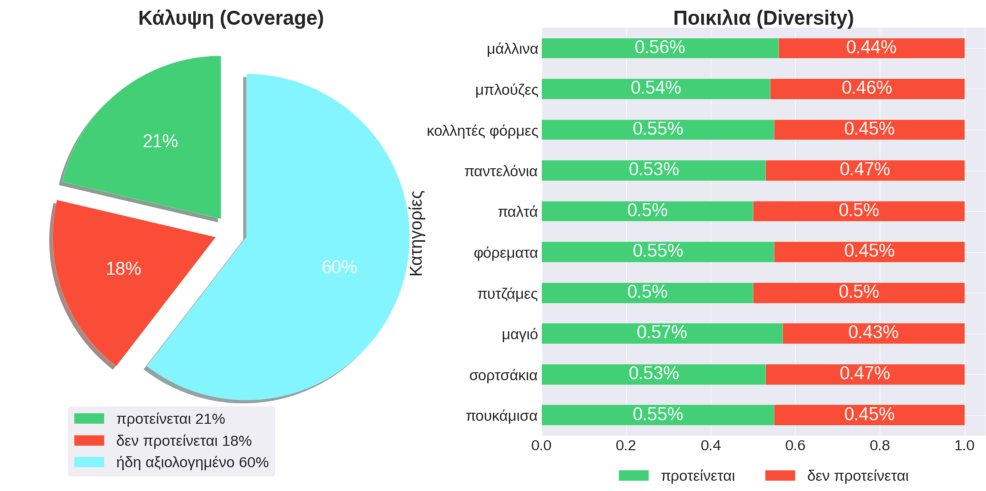 Κάλυψη (Coverage)
21%
18%
60%
προτείνεται 21%
δεν προτείνεται 18%
ήδη αξιολογημένο 60%
Ποικιλια (Diversity)
Κατηγορίες
μάλλινα 0.56% 0.44%
μπλούζες 0.54% 0.46%
κολλητές φόρμες 0.55% 0.45%
παντελόνια 0.53% 0.47%
παλτά 0.5% 0.5%
φόρεματα 0.55% 0.45%
πυτζάμες 0.5% 0.5%
μαγιό 0.57% 0.43%
σορτσάκια 0.53% 0.47%
πουκάμισα 0.55% 0.45%
0.0 0.2 0.4 0.6 0.8 1.0
προτείνεται δεν προτείνεται